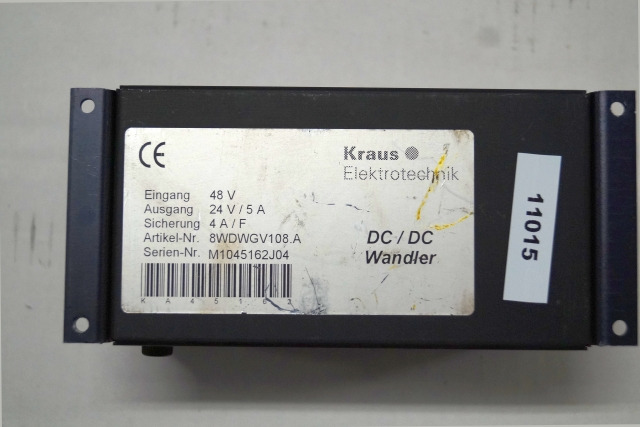 CE
Kraus
Elektrotechnik
Eingang 48 V
Ausgang 24 V / 5 A
Sicherung 4 A / F
Artikel-Nr. 8WDWGV108.A
Serien-Nr. M1045162J04
DC / DC
Wandler
11015